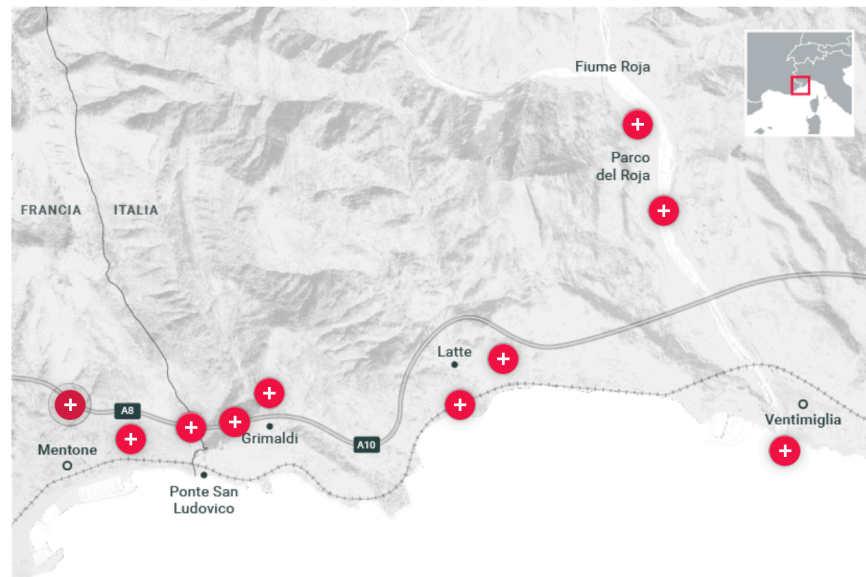 Fiume Roja
Parco
del Roja
FRANCIA
ITALIA
Latte
A8
Ventimiglia
Grimaldi
A10
Mentone
Ponte San
Ludovico